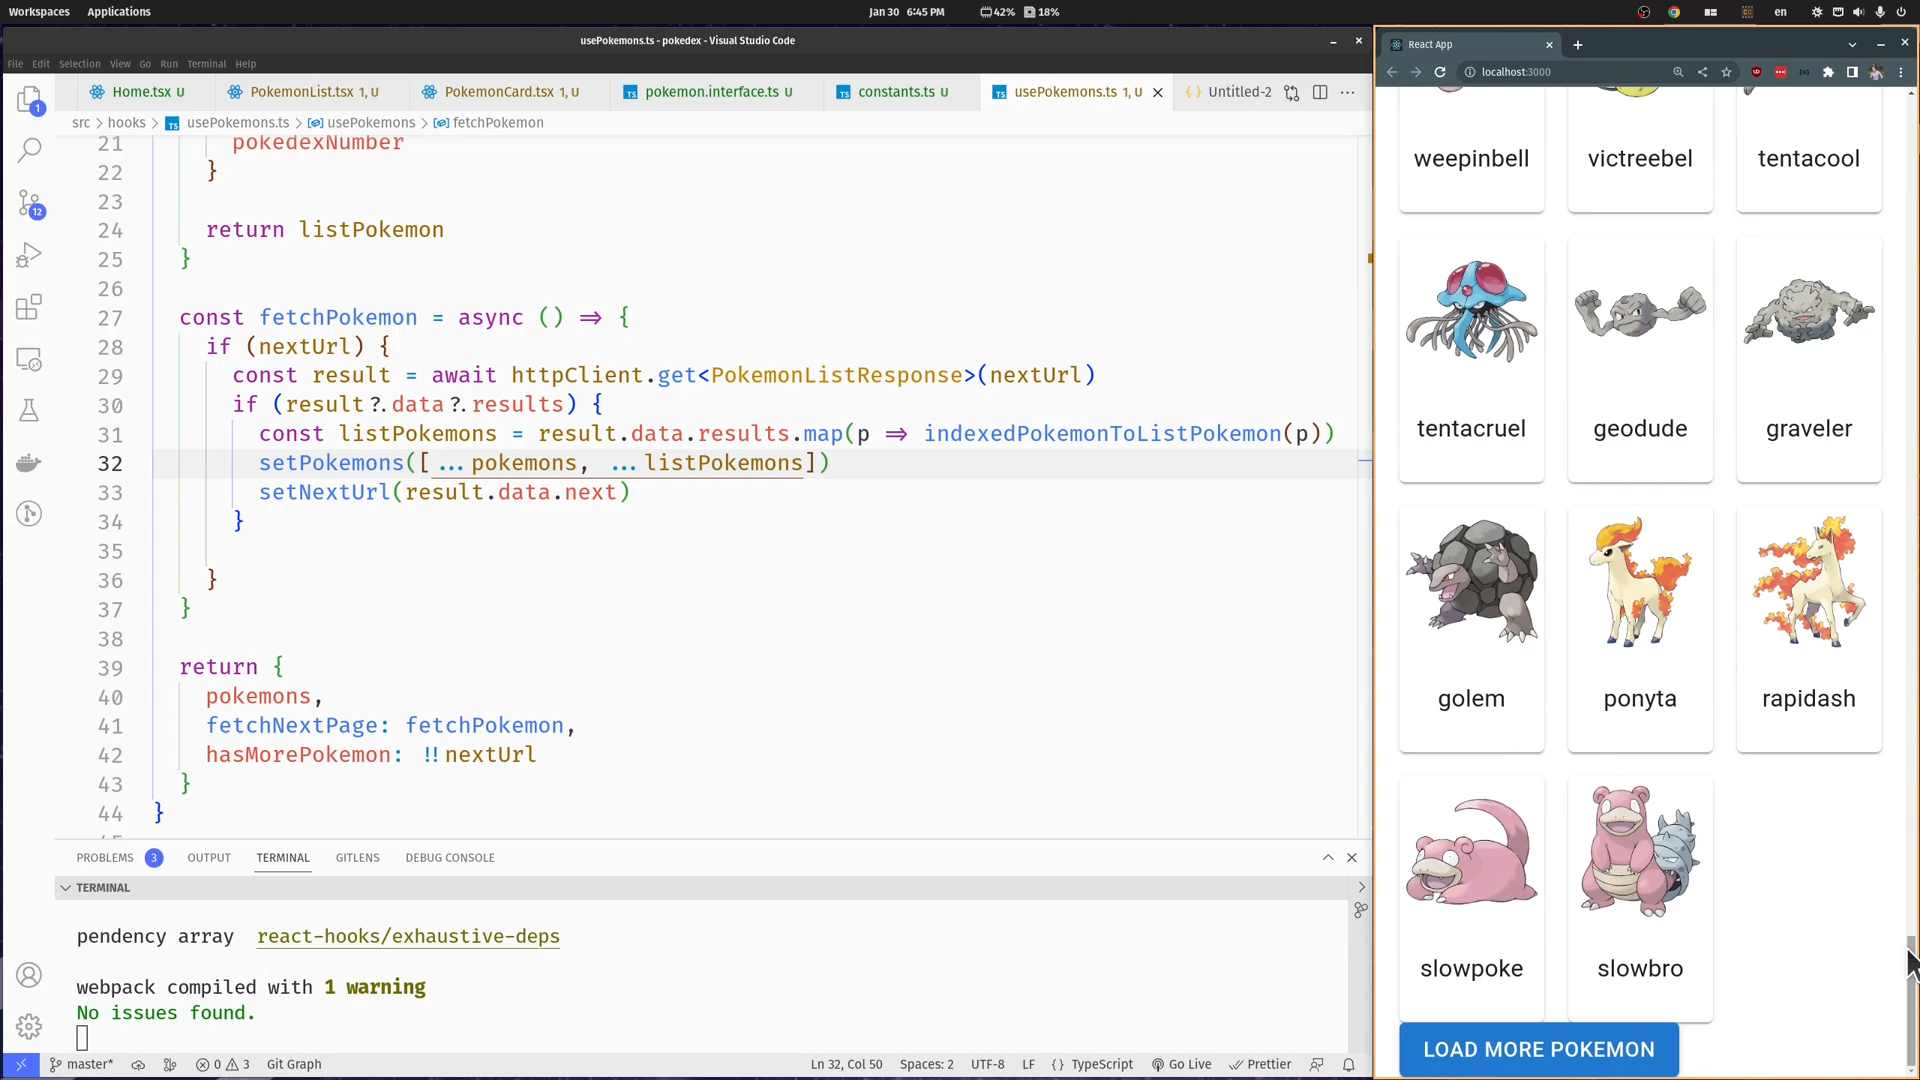 Workspaces Applications Jan 30 6:45 PM 42% 18% en
usePokemons.ts - pokedex - Visual Studio Code
File Edit Selection View Go Run Terminal Help
Home.tsx U PokemonList.tsx 1, U PokemonCard.tsx 1, U pokemon.interface.ts U constants.ts U usePokemons.ts 1, U Untitled-2
src > hooks > TS usePokemons.ts > usePokemons > fetchPokemon
21 pokedexNumber
22 }
23
24 return listPokemon
25 }
26
27 const fetchPokemon = async () => {
28 if (nextUrl) {
29 const result = await httpClient.get<PokemonListResponse>(nextUrl)
30 if (result?.data?.results) {
31 const listPokemons = result.data.results.map(p => indexedPokemonToListPokemon(p))
32 setPokemons([...pokemons, ...listPokemons])
33 setNextUrl(result.data.next)
34 }
35
36 }
37 }
38
39 return {
40 pokemons,
41 fetchNextPage: fetchPokemon,
42 hasMorePokemon: !!nextUrl
43 }
44 }
PROBLEMS 3 OUTPUT TERMINAL GITLENS DEBUG CONSOLE
TERMINAL
pendency array react-hooks/exhaustive-deps
webpack compiled with 1 warning
No issues found.
1
12
master* 0 3 Git Graph Ln 32, Col 50 Spaces: 2 UTF-8 LF {} TypeScript Go Live Prettier
React App
localhost:3000
weepinbell victreebel tentacool
tentacruel geodude graveler
golem ponyta rapidash
slowpoke slowbro
LOAD MORE POKEMON